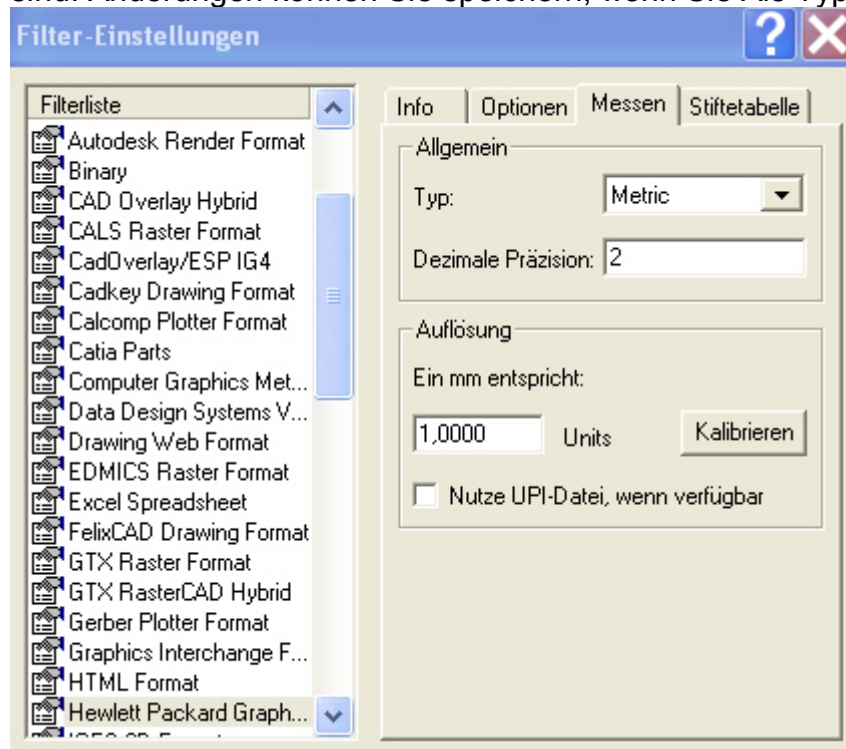 Filter-Einstellungen
Filterliste
Autodesk Render Format
Binary
CAD Overlay Hybrid
CALS Raster Format
CadOverlay/ESP IG4
Cadkey Drawing Format
Calcomp Plotter Format
Catia Parts
Computer Graphics Met...
Data Design Systems V...
Drawing Web Format
EDMICS Raster Format
Excel Spreadsheet
FelixCAD Drawing Format
GTX Raster Format
GTX RasterCAD Hybrid
Gerber Plotter Format
Graphics Interchange F...
HTML Format
Hewlett Packard Graph...
Info Optionen Messen Stiftetabelle
Allgemein
Typ: Metric
Dezimale Präzision: 2
Auflösung
Ein mm entspricht:
1,0000 Units Kalibrieren
Nutze UPI-Datei, wenn verfügbar